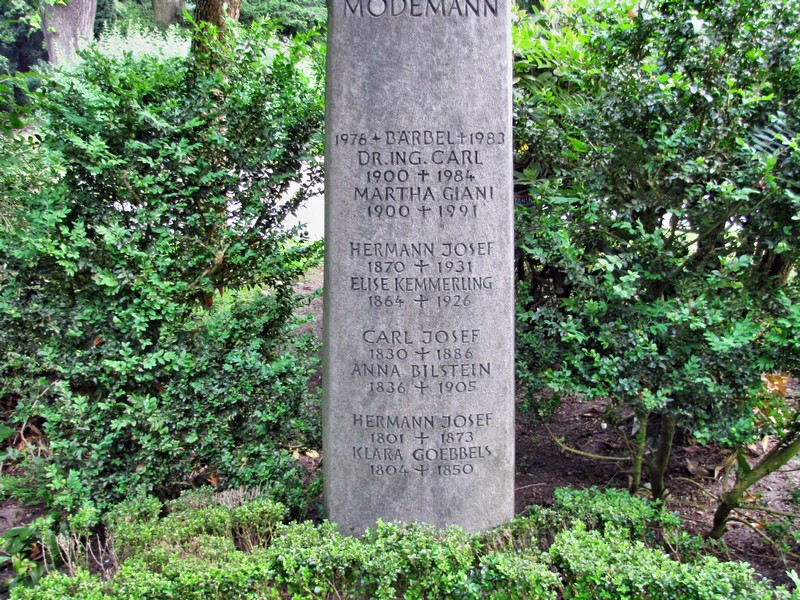 MODEMANN
1976 + BÄRBEL + 1983
DR. ING. CARL
1900 + 1984
MARTHA GIANI
1900 + 1991
HERMANN JOSEF
1870 + 1931
ELISE KEMMERLING
1864 + 1926
CARL JOSEF
1830 + 1886
ANNA BILSTEIN
1836 + 1905
HERMANN JOSEF
1801 + 1873
KLARA GOEBBELS
1804 + 1850